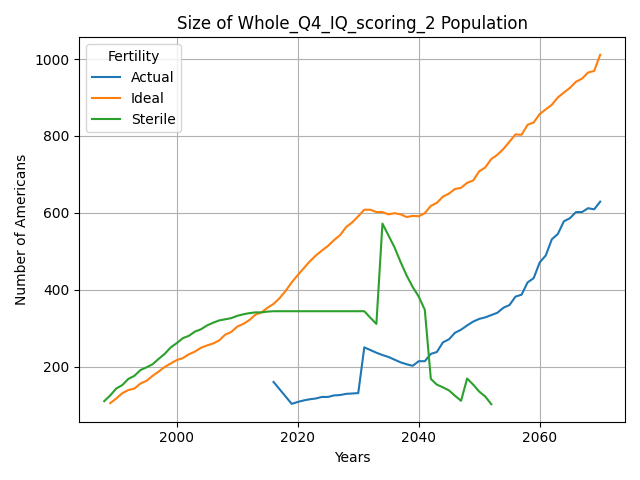 Size of Whole_Q4_IQ_scoring_2 Population
Fertility
Actual
Ideal
Sterile
Number of Americans
1000
800
600
400
200
2000
2020
2040
2060
Years